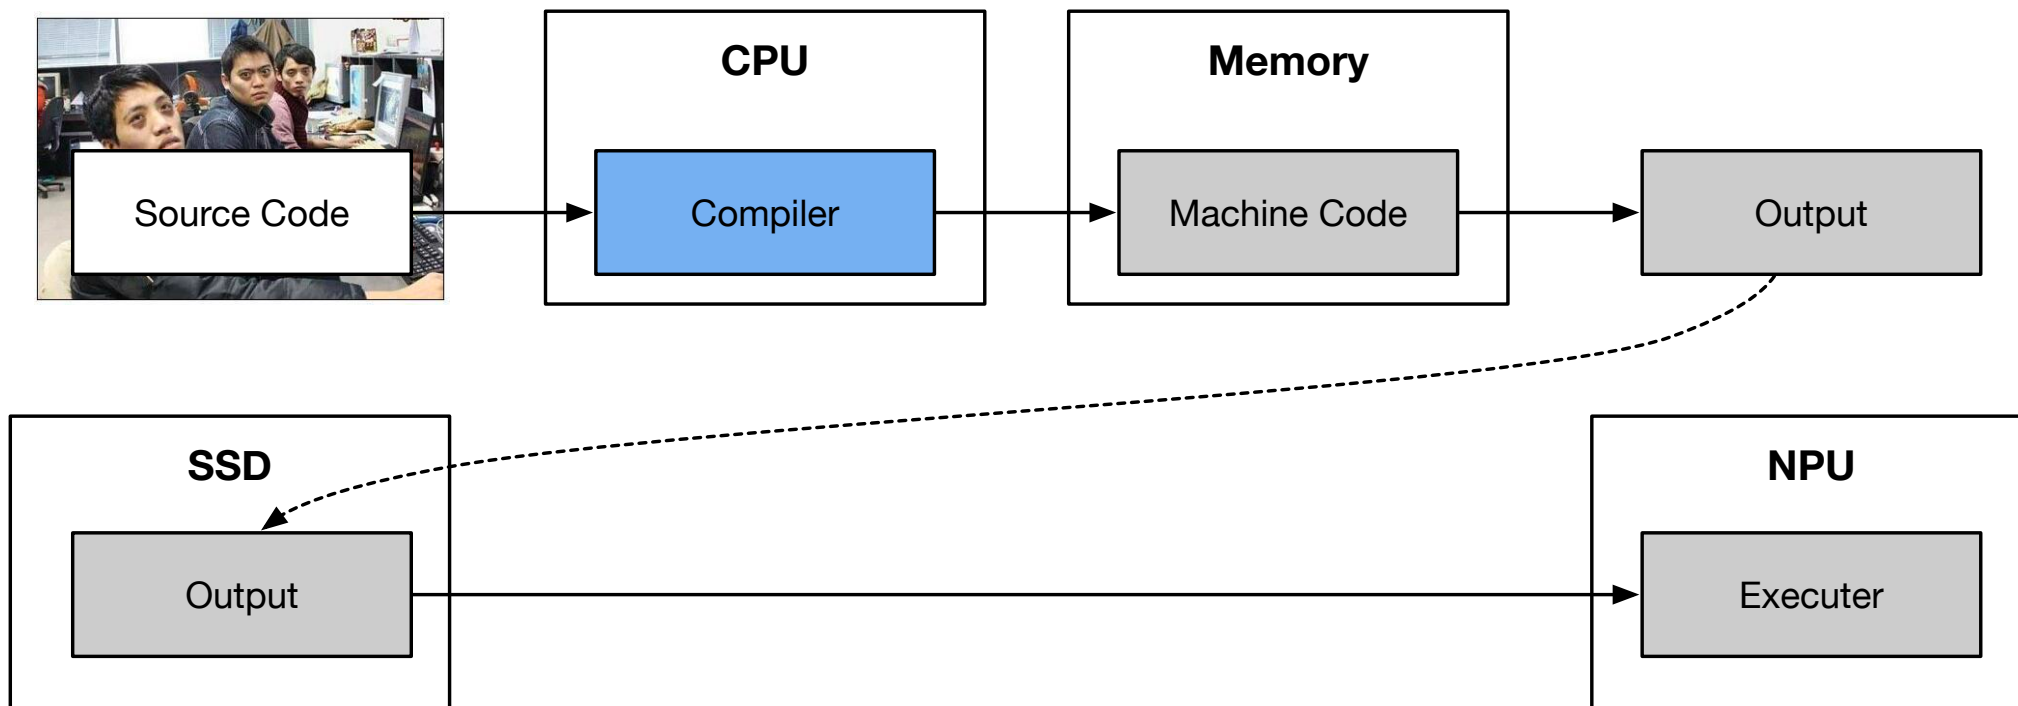 CPU
Memory
Source Code
Compiler
Machine Code
Output
SSD
NPU
Output
Executer